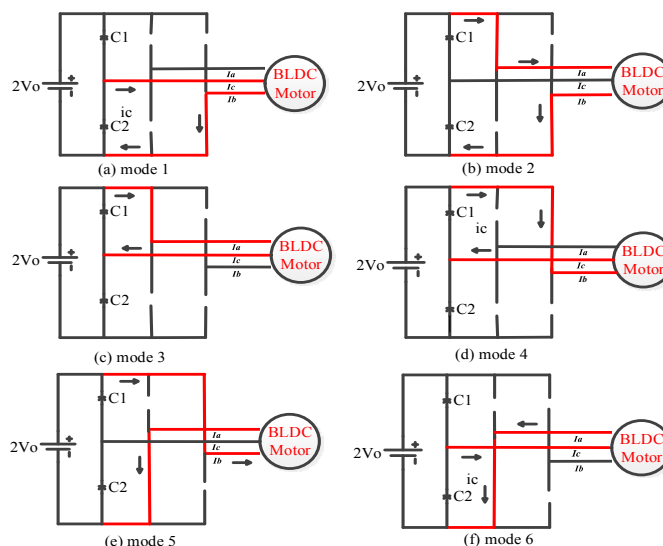 C1
2Vo
BLDC
Motor
Ia
Ic
Ib
ic
C2
(a) mode 1
C1
2Vo
BLDC
Motor
Ia
Ic
Ib
C2
(b) mode 2
C1
2Vo
BLDC
Motor
Ia
Ic
Ib
C2
(c) mode 3
C1
ic
2Vo
BLDC
Motor
Ia
Ic
Ib
C2
(d) mode 4
C1
2Vo
BLDC
Motor
Ia
Ic
Ib
C2
(e) mode 5
C1
2Vo
BLDC
Motor
Ia
Ic
Ib
ic
C2
(f) mode 6